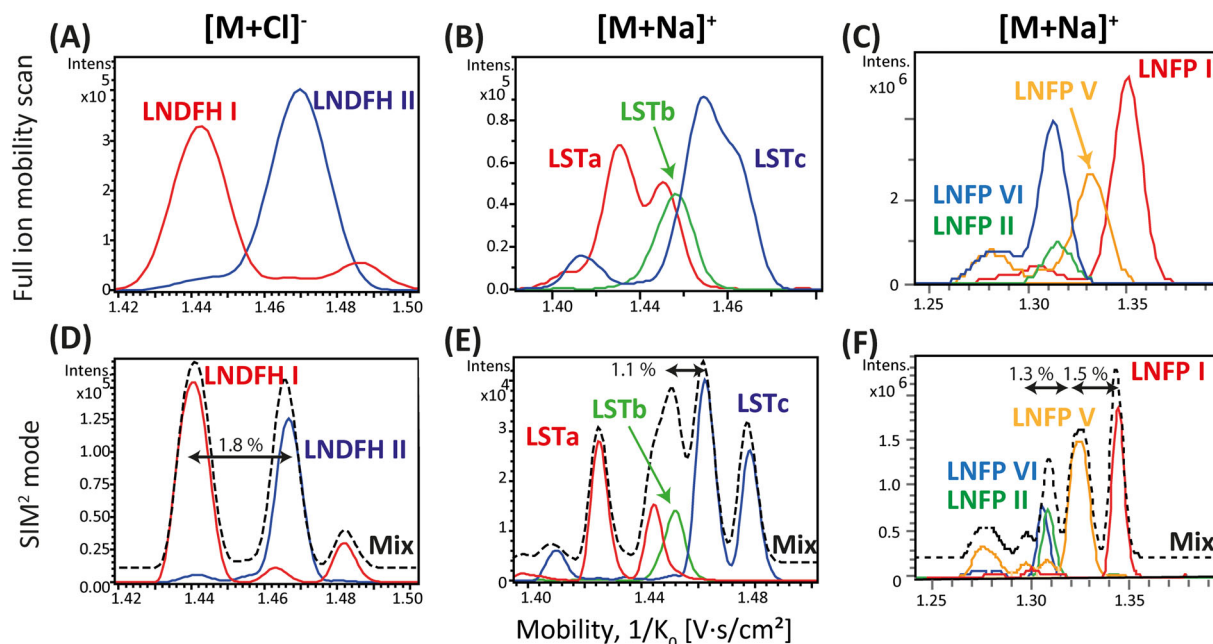 [M+Cl]-
[M+Na]+
[M+Na]+
Full ion mobility scan
(A)
Intens.
5
x10
LNDFH I
LNDFH II
3
2
1
0
1.42 1.44 1.46 1.48 1.50
(B)
Intens.
5
x10
LSTa
LSTb
LSTc
0.8
0.6
0.4
0.2
0.0
1.40 1.44 1.46
(C)
Intens.
x10 6
LNFP I
LNFP V
LNFP VI
LNFP II
2
0
1.25 1.31 1.35
SIM2 mode
(D)
Intens.
5
x10
LNDFH I
1.8 %
LNDFH II
Mix
1.25
1.00
0.75
0.50
0.25
0.00
1.42 1.44 1.46 1.48 1.50
(E)
Intens.
4
x10
1.1 %
LSTa
LSTb
LSTc
Mix
4
3
2
1
0
1.40 1.44 1.48
(F)
Intens.
x10 6
1.3 % 1.5 %
LNFP I
LNFP V
LNFP VI
LNFP II
Mix
1.5
1.0
0.5
0
1.25 1.31 1.35
Mobility, 1/K0 [V·s/cm²]